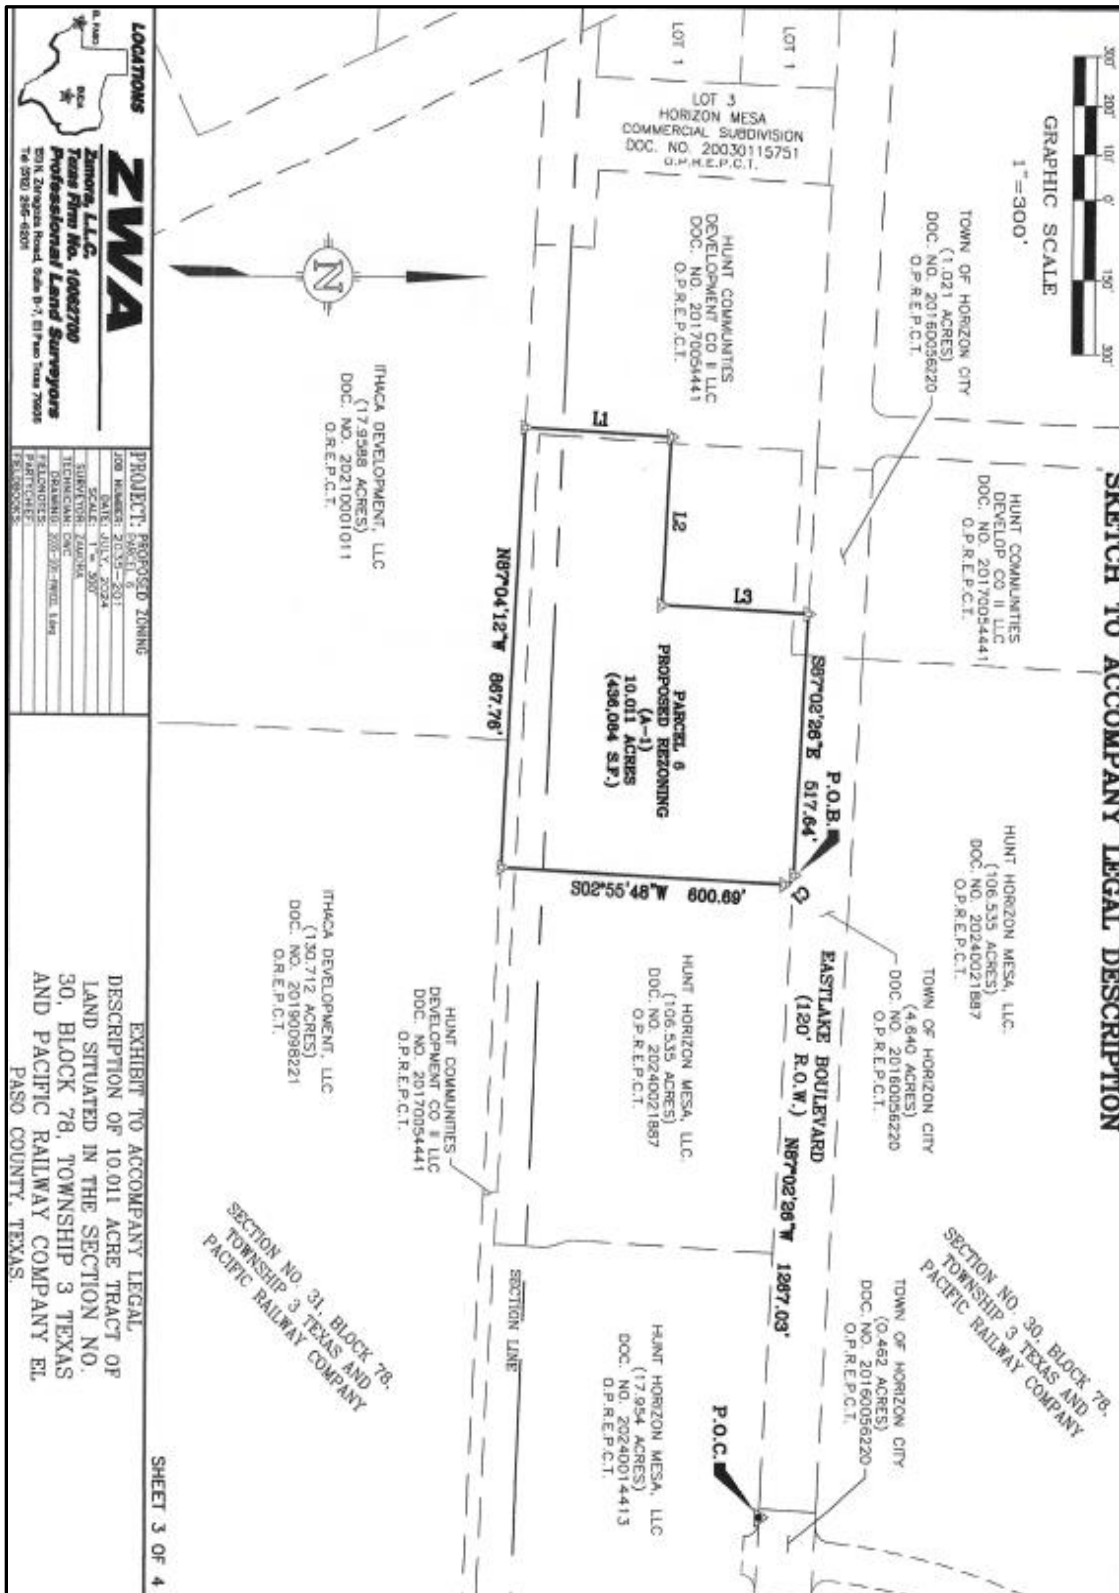 SKETCH TO ACCOMPANY LEGAL DESCRIPTION
300' 200' 100' 0' 150' 300'
GRAPHIC SCALE
1"=300'
TOWN OF HORIZON CITY
(1.021 ACRES)
DOC. NO. 20160056220
O.P.R.E.P.C.T.
HUNT COMMUNITIES
DEVELOP CO II LLC
DOC. NO. 20170054441
O.P.R.E.P.C.T.
HUNT HORIZON MESA, LLC.
(106.535 ACRES)
DOC. NO. 20240021887
O.P.R.E.P.C.T.
SECTION NO. 30, BLOCK 78,
TOWNSHIP 3 TEXAS AND
PACIFIC RAILWAY COMPANY
TOWN OF HORIZON CITY
(4.640 ACRES)
DOC. NO. 20160056220
O.P.R.E.P.C.T.
TOWN OF HORIZON CITY
(0.462 ACRES)
DOC. NO. 20160056220
O.P.R.E.P.C.T.
LOT 1
LOT 1
LOT 3
HORIZON MESA
COMMERCIAL SUBDIVISION
DOC. NO. 20030115751
O.P.R.E.P.C.T.
HUNT COMMUNITIES
DEVELOPMENT CO II LLC
DOC. NO. 20170054441
O.P.R.E.P.C.T.
P.O.B.
S87°02'26"E 517.64'
EASTLAKE BOULEVARD
(120' R.O.W.) N87°02'26"W 1287.03'
P.O.C.
L1
L2
L3
PARCEL 6
PROPOSED REZONING
(A-1)
10.011 ACRES
(436,084 S.F.)
S02°55'48"W 600.69'
HUNT HORIZON MESA, LLC.
(106.535 ACRES)
DOC. NO. 20240021887
O.P.R.E.P.C.T.
HUNT HORIZON MESA, LLC
(17.954 ACRES)
DOC. NO. 20240014413
O.P.R.E.P.C.T.
N87°04'12"W 867.76'
SECTION LINE
N
ITHACA DEVELOPMENT, LLC
(17.9588 ACRES)
DOC. NO. 20210001011
O.R.E.P.C.T.
HUNT COMMUNITIES
DEVELOPMENT CO II LLC
DOC. NO. 20170054441
O.P.R.E.P.C.T.
ITHACA DEVELOPMENT, LLC
(130.712 ACRES)
DOC. NO. 20190098221
O.R.E.P.C.T.
SECTION NO. 31, BLOCK 78,
TOWNSHIP 3 TEXAS AND
PACIFIC RAILWAY COMPANY
SHEET 3 OF 4
LOCATIONS
EL PASO
ZWA
Zamora, L.L.C.
Texas Firm No. 10062700
Professional Land Surveyors
El Paso Texas
PROJECT: PROPOSED ZONING
PARCEL 6
DATE: JULY, 2024
SCALE: 1"= 300'
SURVEYOR: ZAMORA
TECHNICIAN:
DRAWING:
FIELDNOTES:
PARTYCHIEF:
FIELDBOOKS:
EXHIBIT TO ACCOMPANY LEGAL
DESCRIPTION OF 10.011 ACRE TRACT OF
LAND SITUATED IN THE SECTION NO.
30, BLOCK 78, TOWNSHIP 3 TEXAS
AND PACIFIC RAILWAY COMPANY EL
PASO COUNTY, TEXAS.